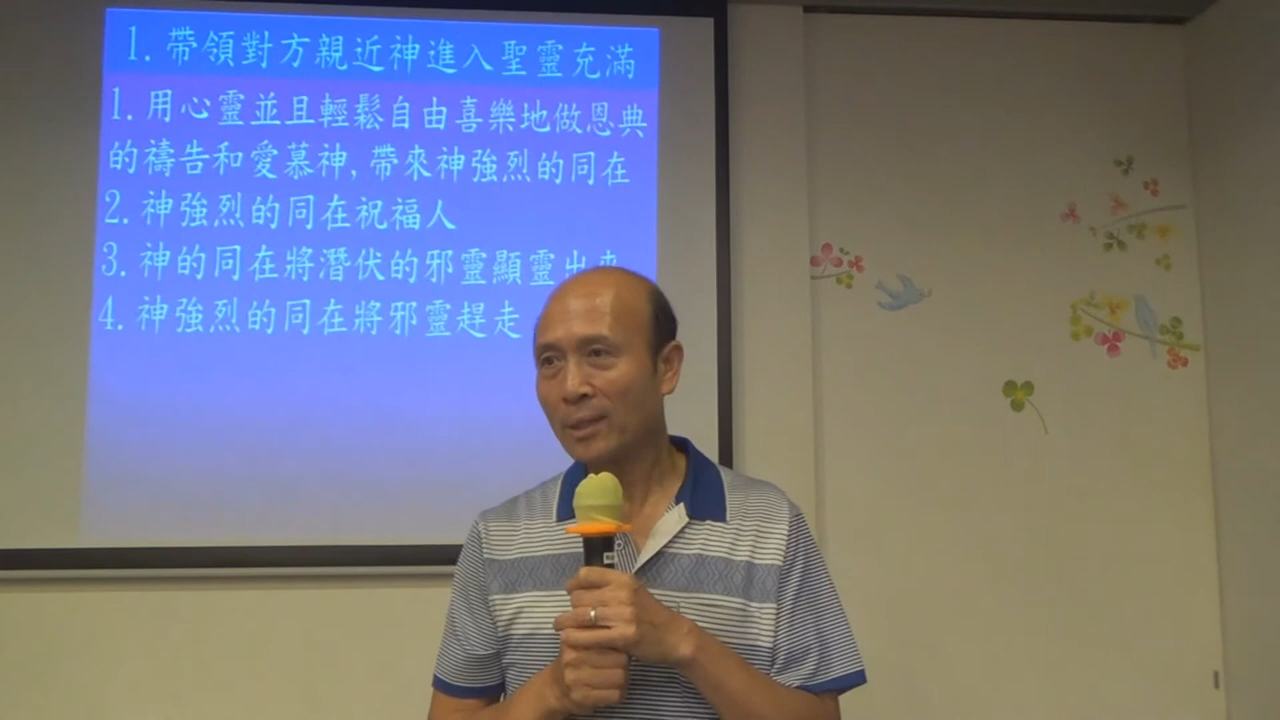 1.帶領對方親近神進入聖靈充滿
1.用心靈並且輕鬆自由喜樂地做恩典
的禱告和愛慕神,帶來神強烈的同在
2.神強烈的同在祝福人
3.神的同在將潛伏的邪靈顯靈出來
4.神強烈的同在將邪靈趕走